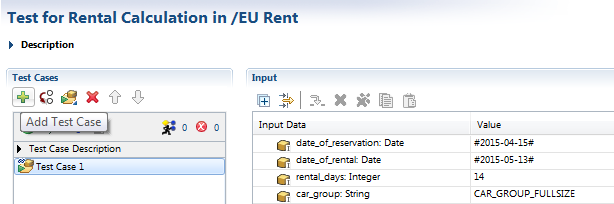 Test for Rental Calculation in /EU Rent
Description
Test Cases
Add Test Case
0 0
Test Case Description
Test Case 1
Input
Input Data Value
date_of_reservation: Date #2015-04-15#
date_of_rental: Date #2015-05-13#
rental_days: Integer 14
car_group: String CAR_GROUP_FULLSIZE